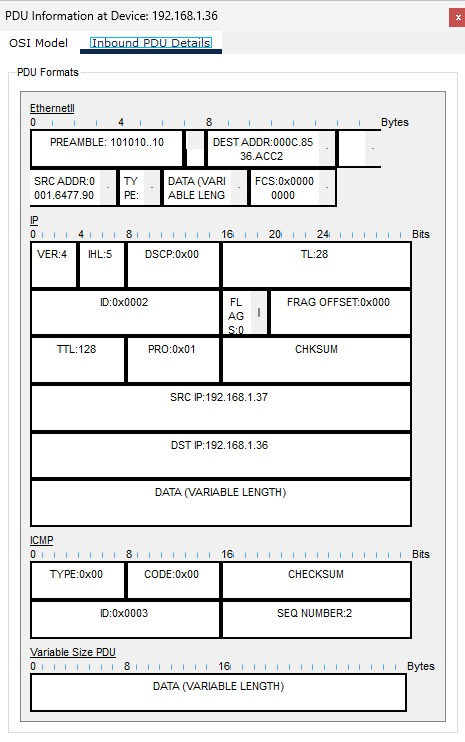 PDU Information at Device: 192.168.1.36
x
OSI Model Inbound PDU Details
PDU Formats
EthernetII
0 4 8 Bytes
PREAMBLE: 101010..10 DEST ADDR:000C.85
36.ACC2
SRC ADDR:0 TY DATA (VARI FCS:0x0000
001.6477.90 PE: ABLE LENG 0000
IP
0 4 8 16 20 24 Bits
VER:4 IHL:5 DSCP:0x00 TL:28
ID:0x0002 FL FRAG OFFSET:0x000
AG
S:0
TTL:128 PRO:0x01 CHKSUM
SRC IP:192.168.1.37
DST IP:192.168.1.36
DATA (VARIABLE LENGTH)
ICMP
0 8 16 Bits
TYPE:0x00 CODE:0x00 CHECKSUM
ID:0x0003 SEQ NUMBER:2
Variable Size PDU
0 8 16 Bytes
DATA (VARIABLE LENGTH)